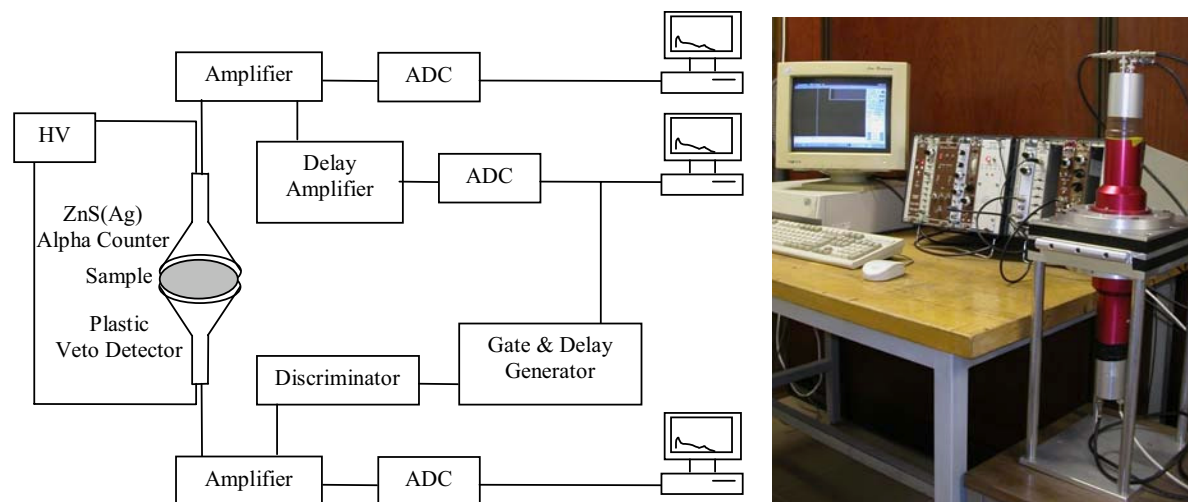 Amplifier
ADC
HV
Delay
Amplifier
ADC
ZnS(Ag)
Alpha Counter
Sample
Plastic
Veto Detector
Gate & Delay
Generator
Discriminator
Amplifier
ADC